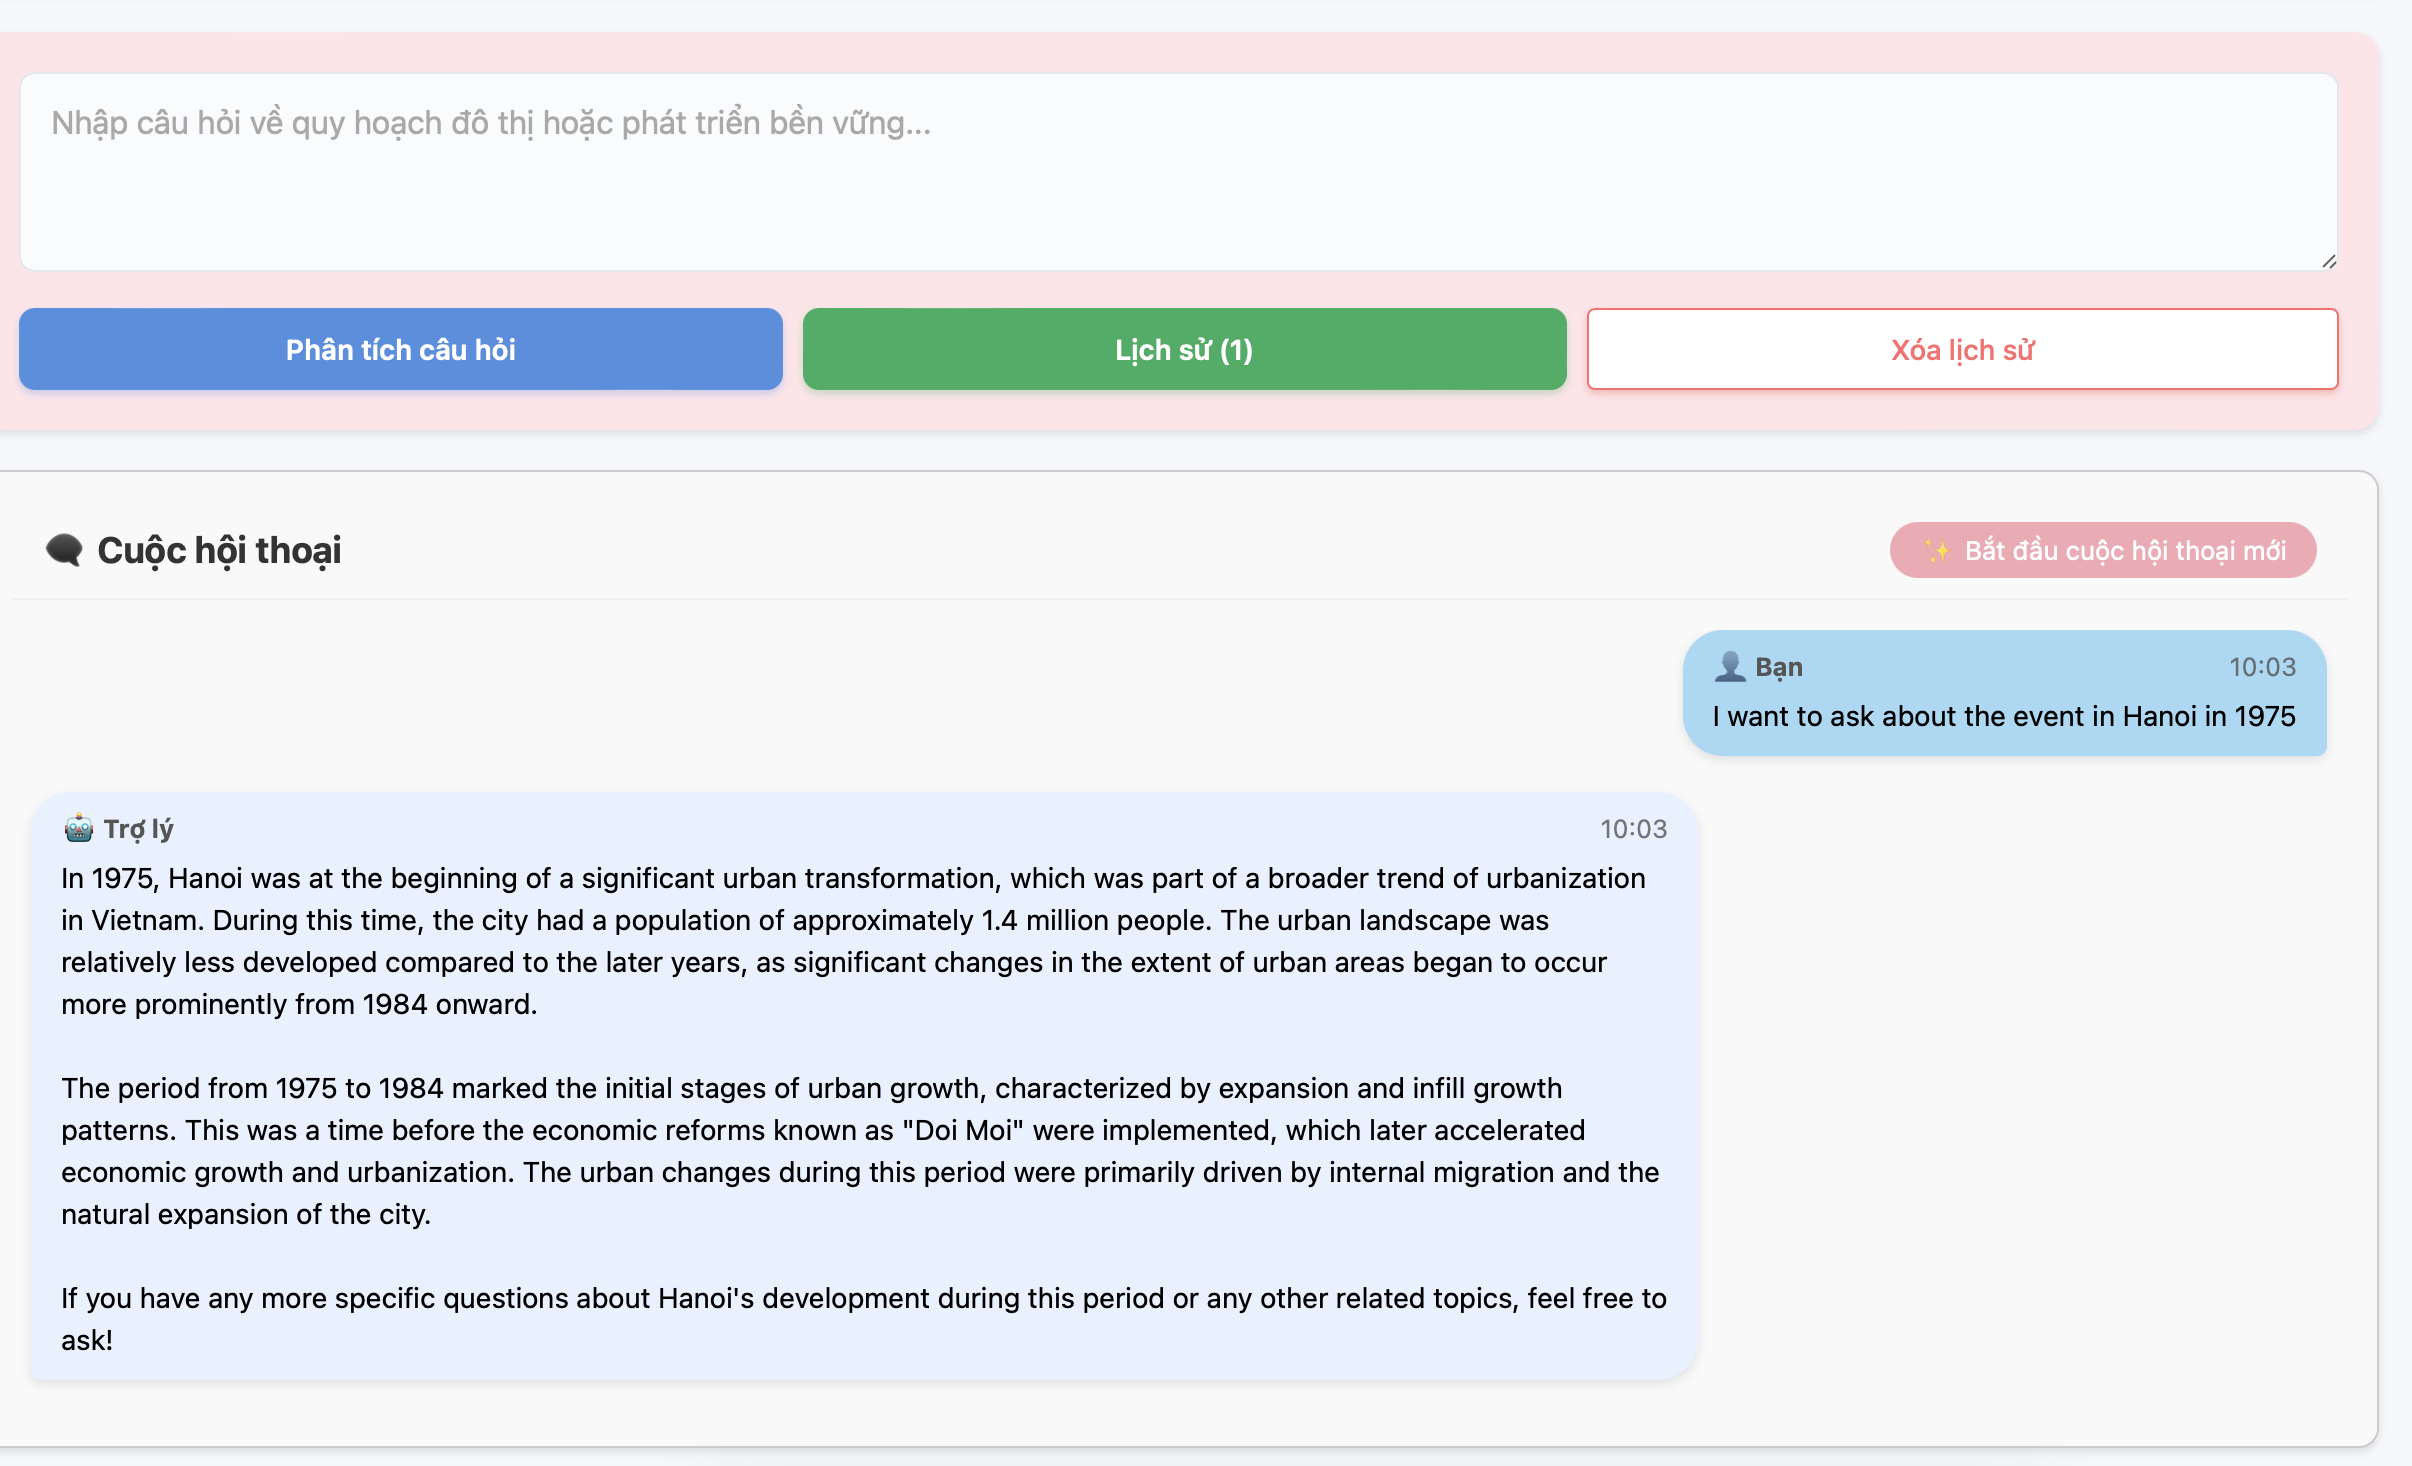 Nhập câu hỏi về quy hoạch đô thị hoặc phát triển bền vững...
Phân tích câu hỏi
Lịch sử (1)
Xóa lịch sử
Cuộc hội thoại
Bắt đầu cuộc hội thoại mới
Bạn
10:03
I want to ask about the event in Hanoi in 1975
Trợ lý
10:03
In 1975, Hanoi was at the beginning of a significant urban transformation, which was part of a broader trend of urbanization
in Vietnam. During this time, the city had a population of approximately 1.4 million people. The urban landscape was
relatively less developed compared to the later years, as significant changes in the extent of urban areas began to occur
more prominently from 1984 onward.
The period from 1975 to 1984 marked the initial stages of urban growth, characterized by expansion and infill growth
patterns. This was a time before the economic reforms known as "Doi Moi" were implemented, which later accelerated
economic growth and urbanization. The urban changes during this period were primarily driven by internal migration and the
natural expansion of the city.
If you have any more specific questions about Hanoi's development during this period or any other related topics, feel free to
ask!